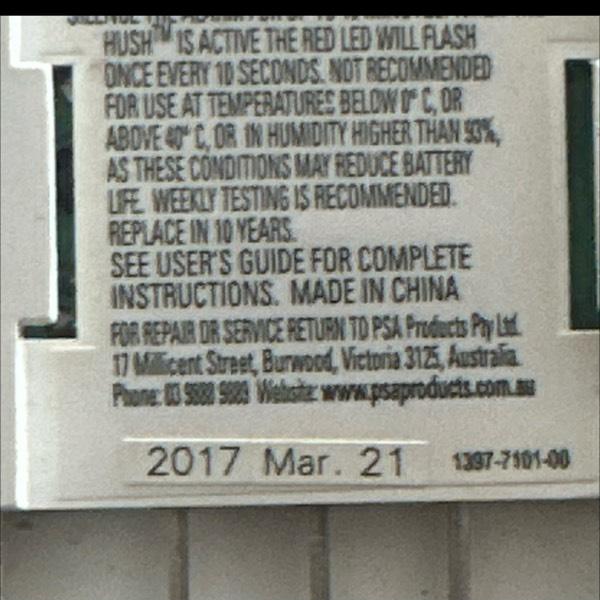 HUSH™ IS ACTIVE THE RED LED WILL FLASH
ONCE EVERY 10 SECONDS. NOT RECOMMENDED
FOR USE AT TEMPERATURES BELOW 0° C, OR
ABOVE 40° C, OR IN HUMIDITY HIGHER THAN 93%,
AS THESE CONDITIONS MAY REDUCE BATTERY
LIFE. WEEKLY TESTING IS RECOMMENDED.
REPLACE IN 10 YEARS.
SEE USER'S GUIDE FOR COMPLETE
INSTRUCTIONS. MADE IN CHINA
FOR REPAIR OR SERVICE RETURN TO PSA Products Pty Ltd.
17 Millicent Street, Burwood, Victoria 3125, Australia.
Phone: 03 Website: www.psaproducts.com.au
2017 Mar. 21 1397-7101-00